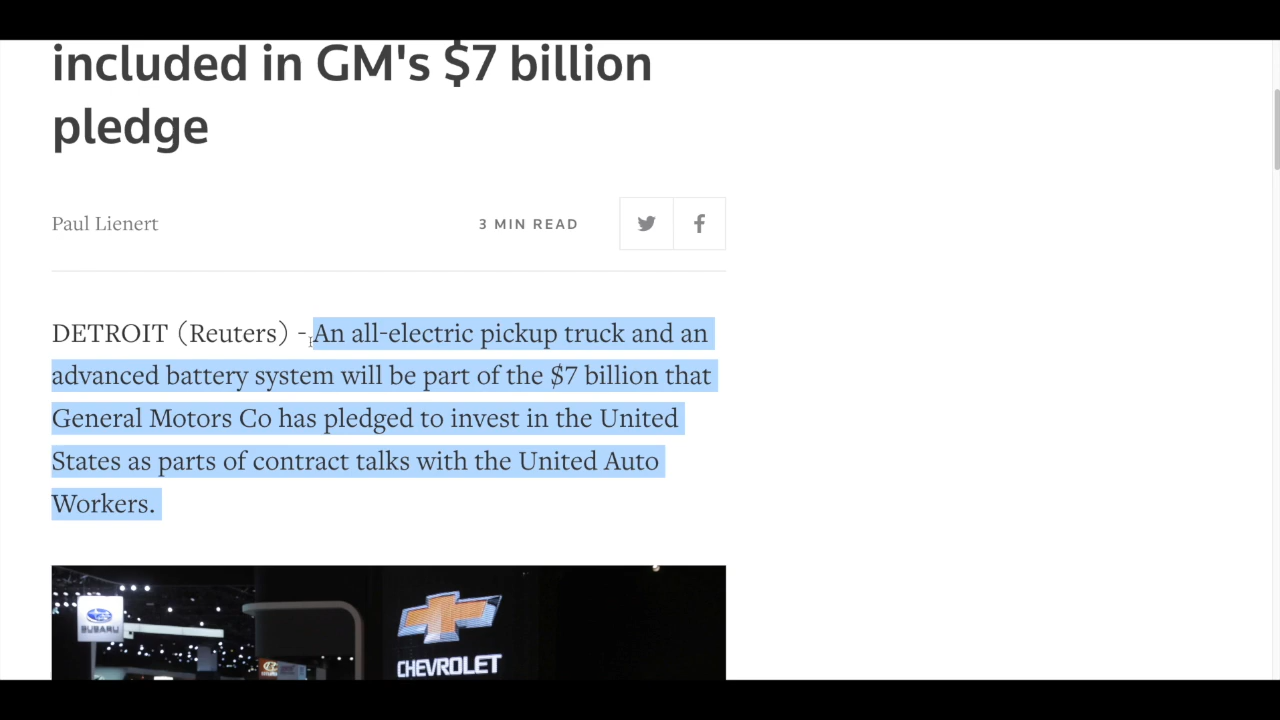 included in GM's $7 billion
pledge
Paul Lienert
3 MIN READ
DETROIT (Reuters) - An all-electric pickup truck and an
advanced battery system will be part of the $7 billion that
General Motors Co has pledged to invest in the United
States as parts of contract talks with the United Auto
Workers.
SUBARU
CHEVROLET